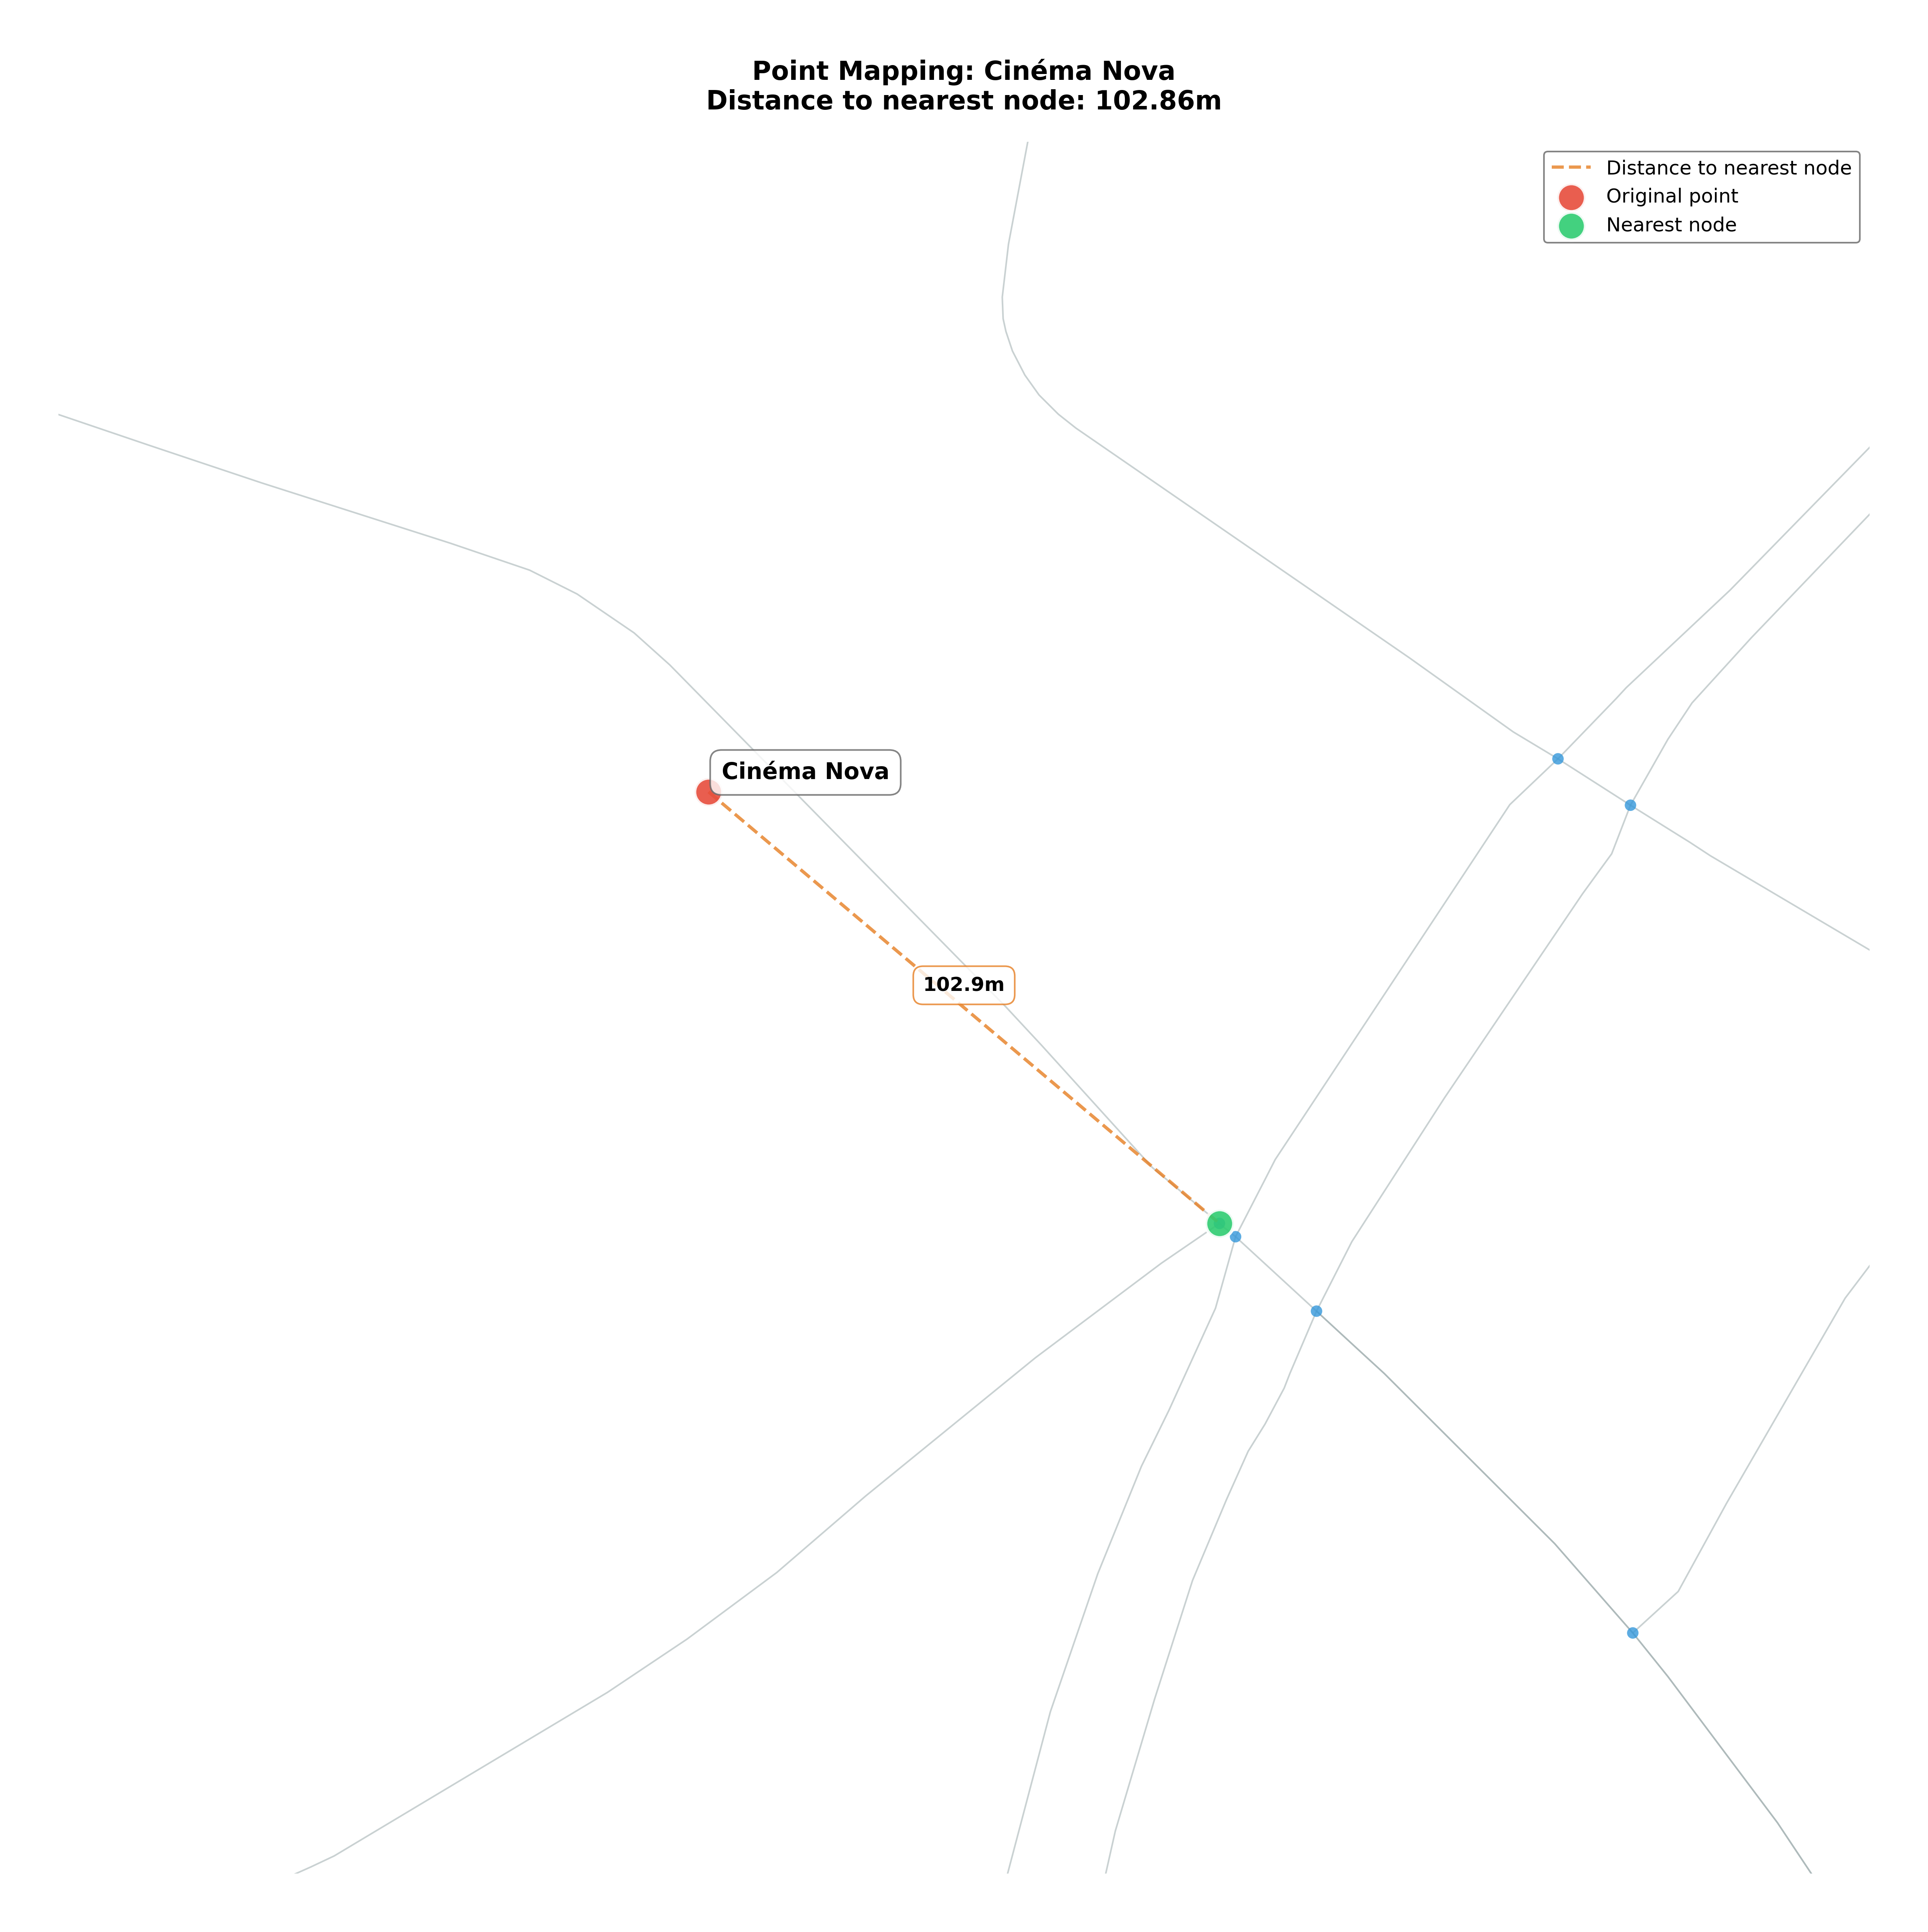 Point Mapping: Cinéma Nova
Distance to nearest node: 102.86m
Distance to nearest node
Original point
Nearest node
Cinéma Nova
102.9m